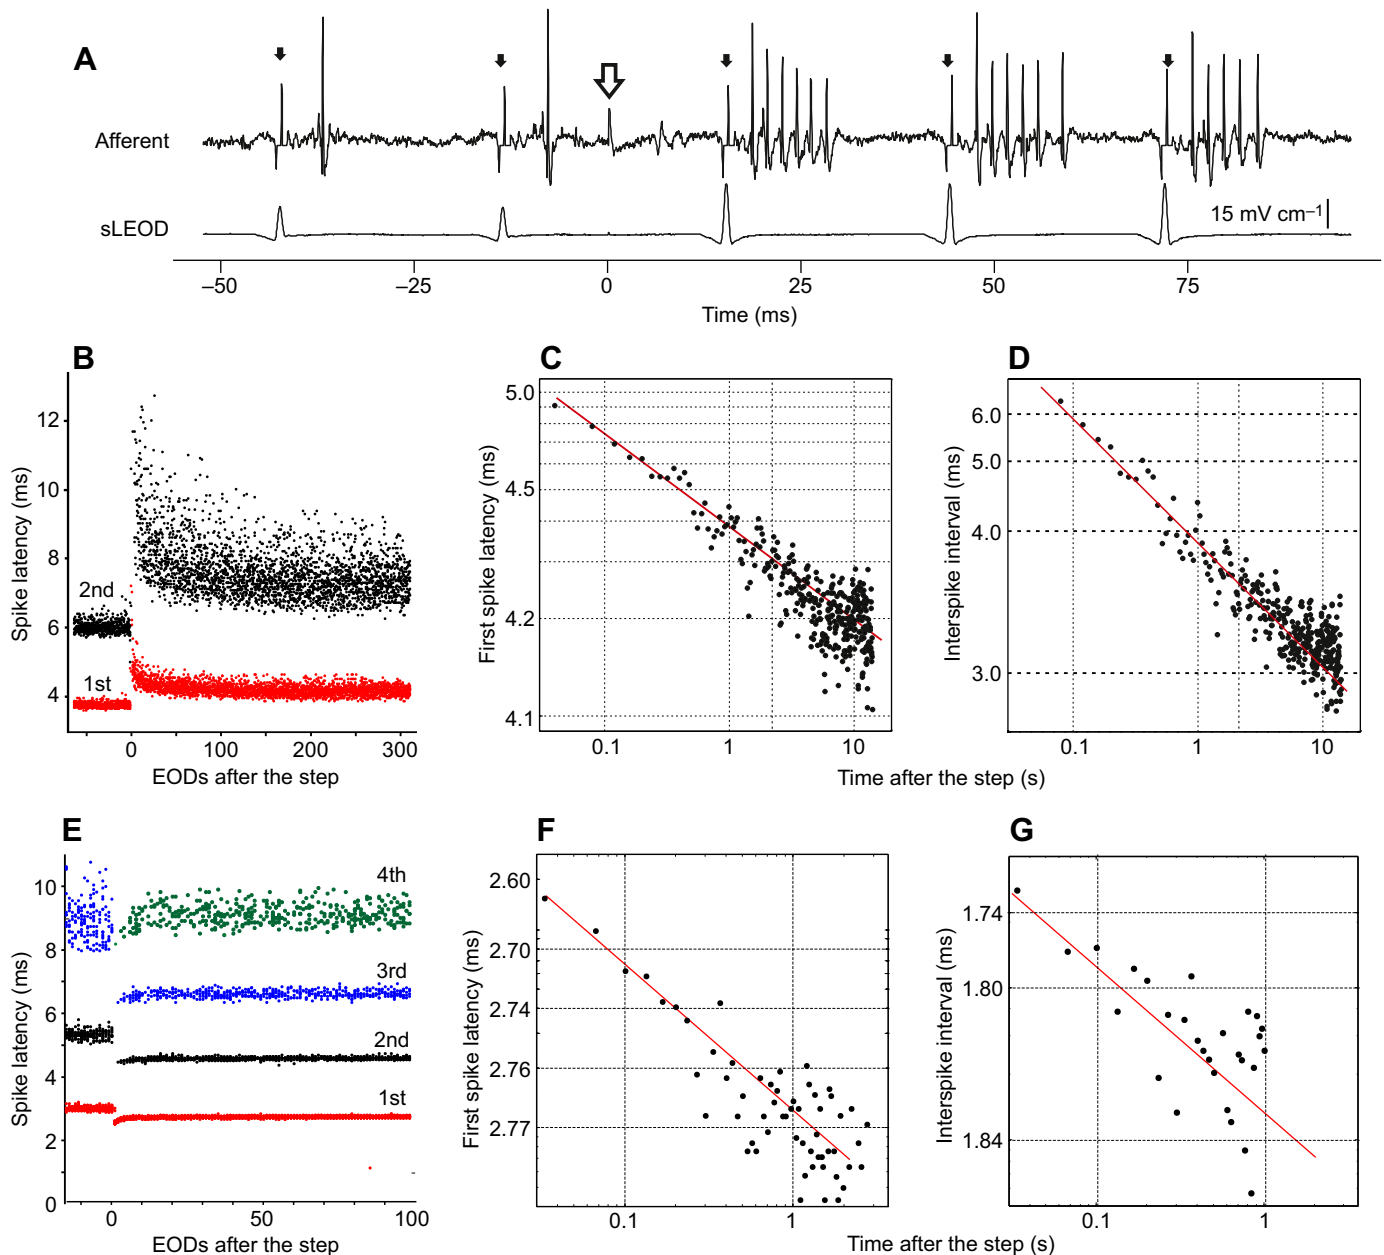 A
Afferent
sLEOD
15 mV cm–1
–50 –25 0 25 50 75
Time (ms)
B
Spike latency (ms)
12
10
8
6
4
2nd
1st
0 100 200 300
EODs after the step
C
First spike latency (ms)
5.0
4.5
4.2
4.1
0.1 1 10
D
Interspike interval (ms)
6.0
5.0
4.0
3.0
0.1 1 10
Time after the step (s)
E
Spike latency (ms)
10
8
6
4
2
0
4th
3rd
2nd
1st
0 50 100
EODs after the step
F
First spike latency (ms)
2.60
2.70
2.74
2.76
2.77
0.1 1
G
Interspike interval (ms)
1.74
1.80
1.84
0.1 1
Time after the step (s)